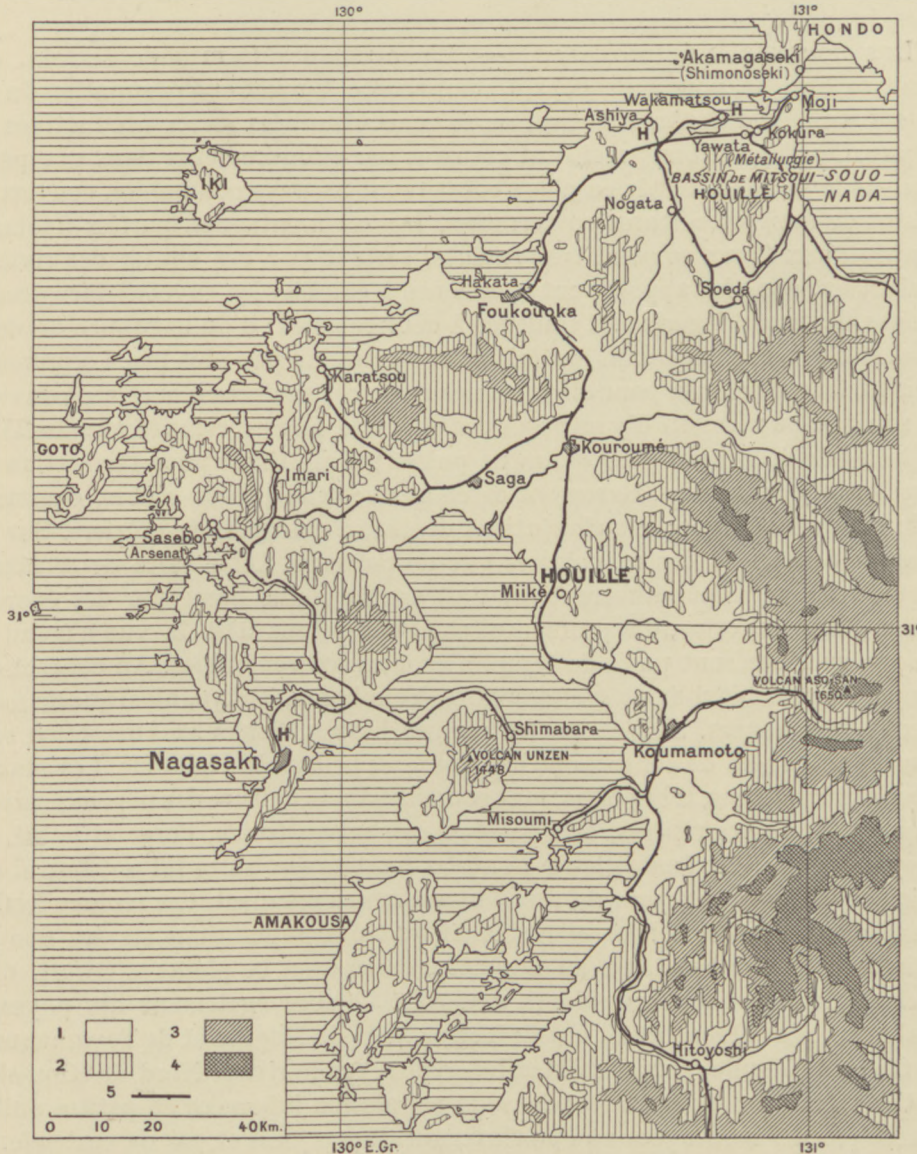 130°
131°
HONDO
Akamagaseki
(Shimonoseki)
Wakamatsou
H
Moji
Ashiya
H
Kokura
Yawata
(Métallurgie)
IKI
BASSIN DE MITSOUI
SOUO
HOUILLE
NADA
Nogata
Hakata
Soeda
Foukouoka
Karatsou
GOTO
Kouroumé
Imari
Saga
Sasebo
(Arsenal)
HOUILLE
Miiké
31°
31°
VOLCAN ASO-SAN
1650
Shimabara
H
Nagasaki
VOLCAN UNZEN
1448
Koumamoto
Misoumi
AMAKOUSA
1
3
2
4
Hitoyoshi
5
0 10 20 40 Km.
130° E.Gr
131°